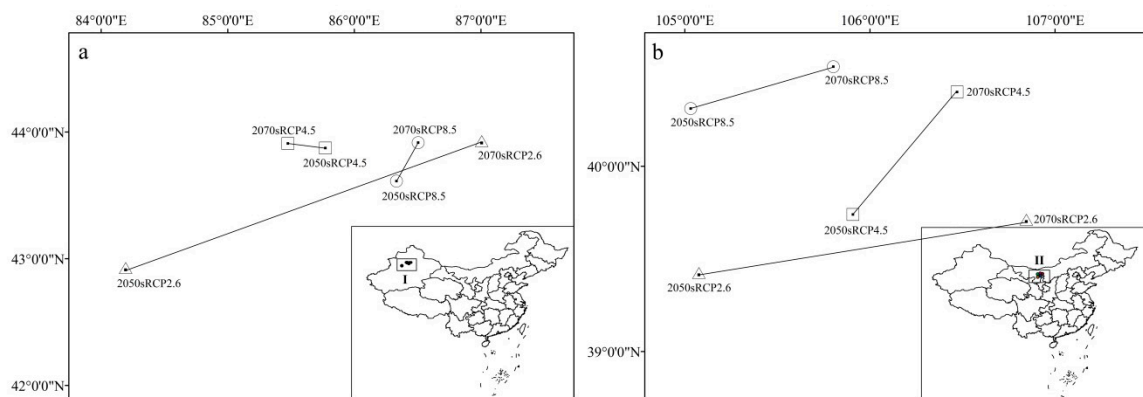 84°0'0"E 85°0'0"E 86°0'0"E 87°0'0"E
a
44°0'0"N
43°0'0"N
42°0'0"N
2070sRCP4.5
2050sRCP4.5
2070sRCP8.5
2050sRCP8.5
2070sRCP2.6
2050sRCP2.6
I
105°0'0"E 106°0'0"E 107°0'0"E
b
40°0'0"N
39°0'0"N
2070sRCP8.5
2050sRCP8.5
2070sRCP4.5
2050sRCP4.5
2070sRCP2.6
2050sRCP2.6
II